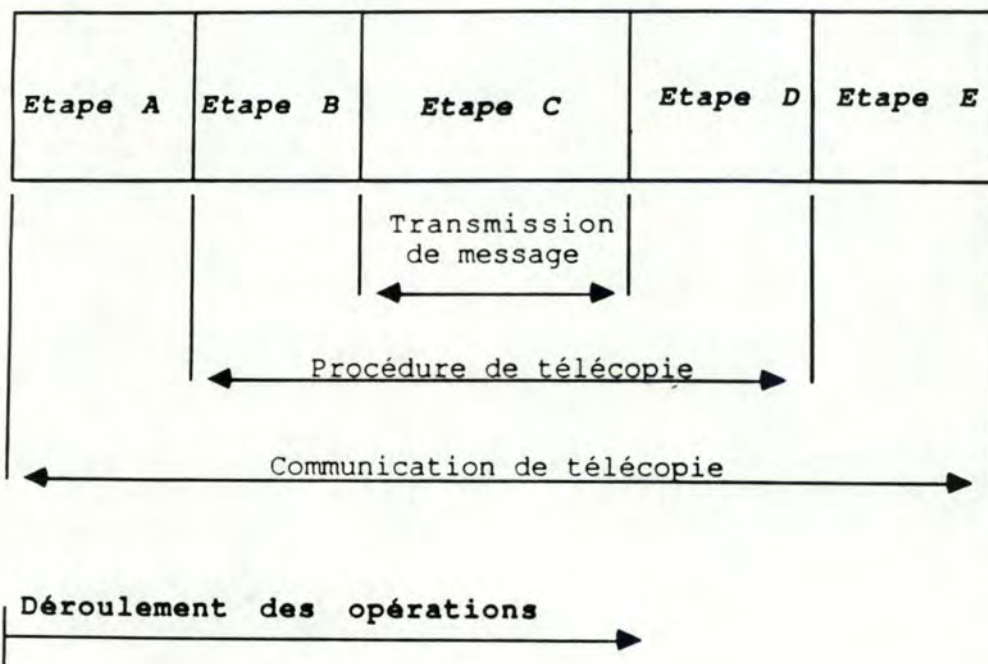 Etape A Etape B Etape C Etape D Etape E
Transmission
de message
Procédure de télécopie
Communication de télécopie
Déroulement des opérations